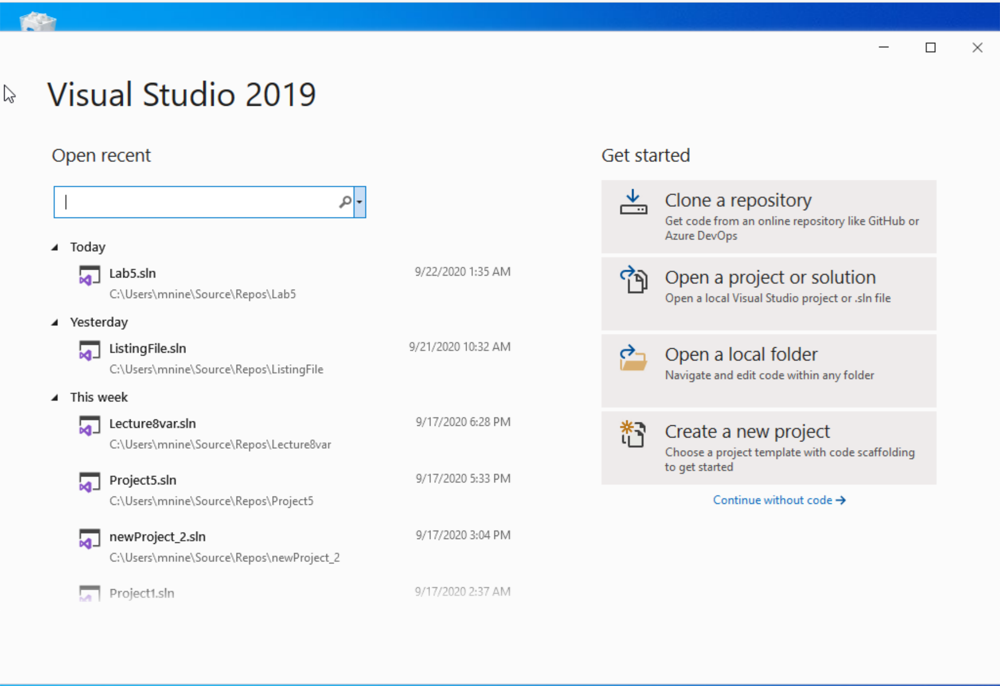 Visual Studio 2019
Open recent
Today
Lab5.sln
9/22/2020 1:35 AM
C:\Users\mnine\Source\Repos\Lab5
Yesterday
ListingFile.sln
9/21/2020 10:32 AM
C:\Users\mnine\Source\Repos\ListingFile
This week
Lecture8var.sln
9/17/2020 6:28 PM
C:\Users\mnine\Source\Repos\Lecture8var
Project5.sln
9/17/2020 5:33 PM
C:\Users\mnine\Source\Repos\Project5
newProject_2.sln
9/17/2020 3:04 PM
C:\Users\mnine\Source\Repos\newProject_2
Project1.sln
9/17/2020 2:37 AM
Get started
Clone a repository
Get code from an online repository like GitHub or
Azure DevOps
Open a project or solution
Open a local Visual Studio project or .sln file
Open a local folder
Navigate and edit code within any folder
Create a new project
Choose a project template with code scaffolding
to get started
Continue without code →